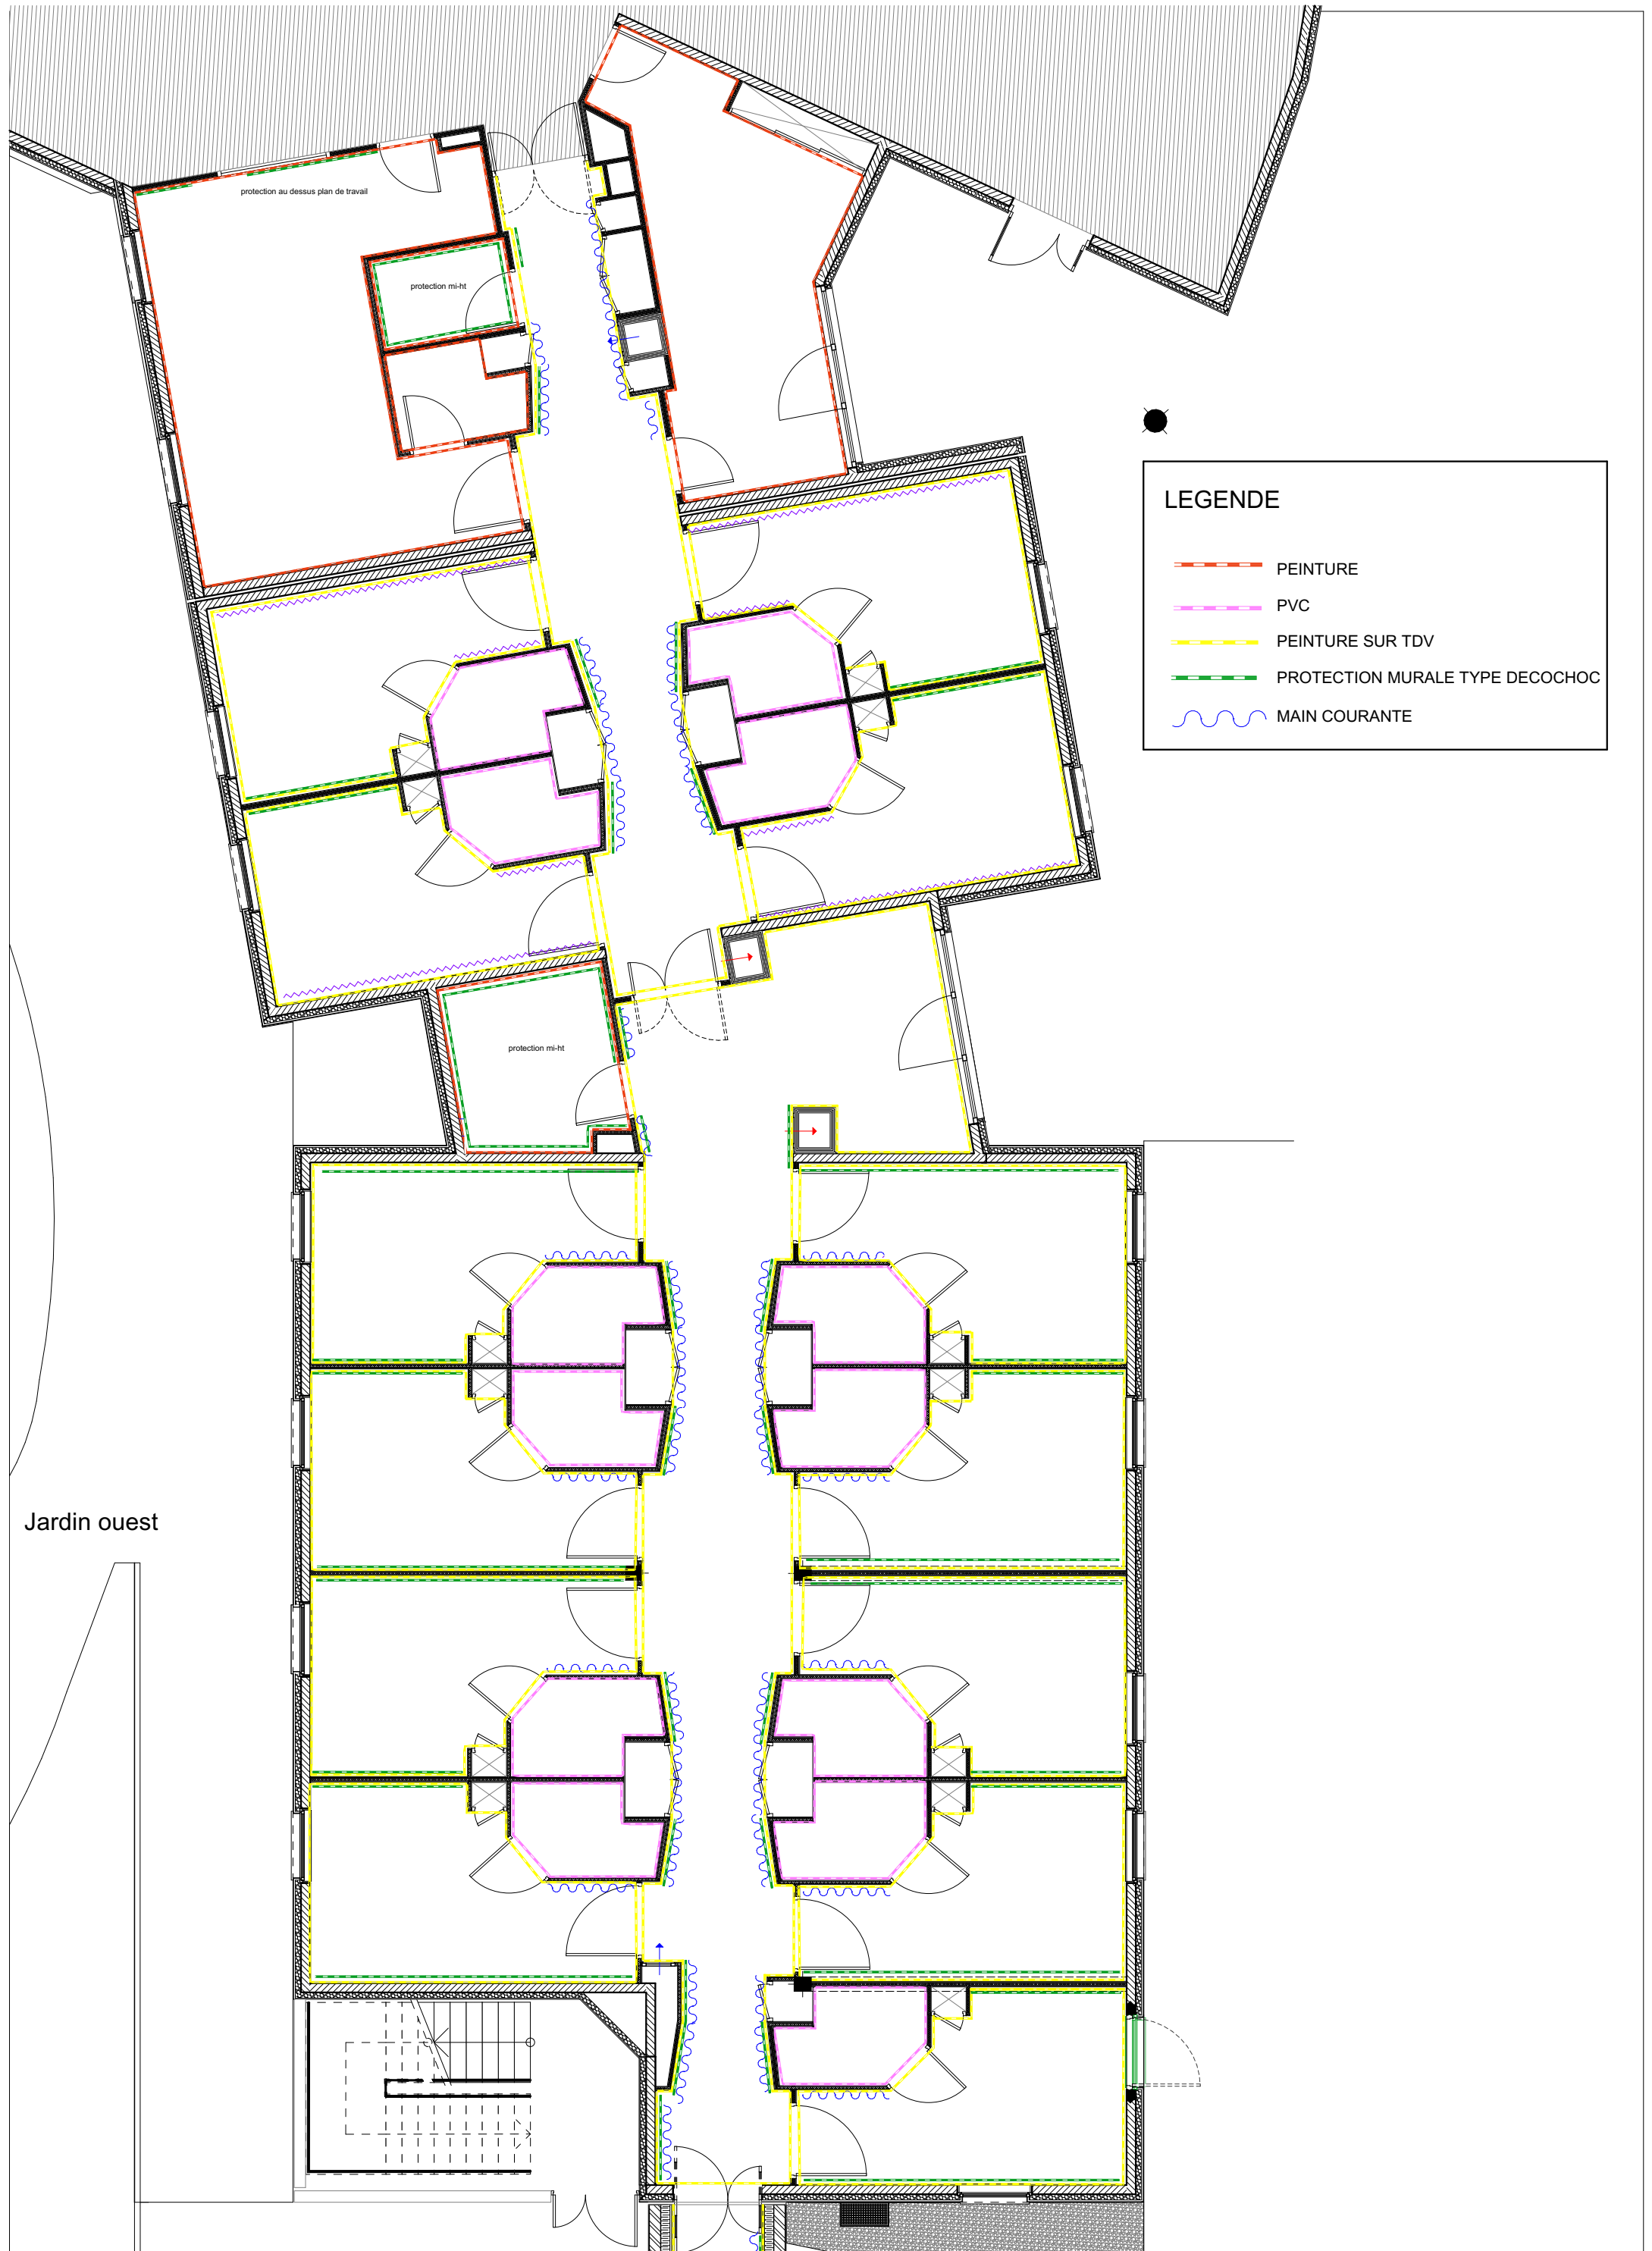 protection au dessus plan de travail
protection mi-ht
LEGENDE
PEINTURE
PVC
PEINTURE SUR TDV
PROTECTION MURALE TYPE DECOCHOC
MAIN COURANTE
protection mi-ht
Jardin ouest